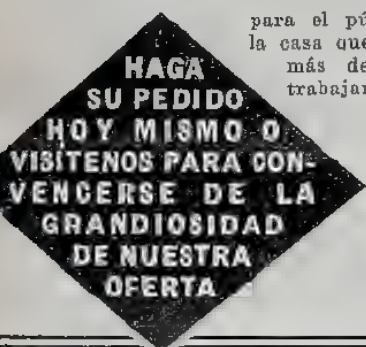 para el pú
la casa que
más de
trabajar
HAGA
SU PEDIDO
HOY MISMO O
VISITENOS PARA CON-
VENCERSE DE LA
GRANDIOSIDAD
DE NUESTRA
OFERTA